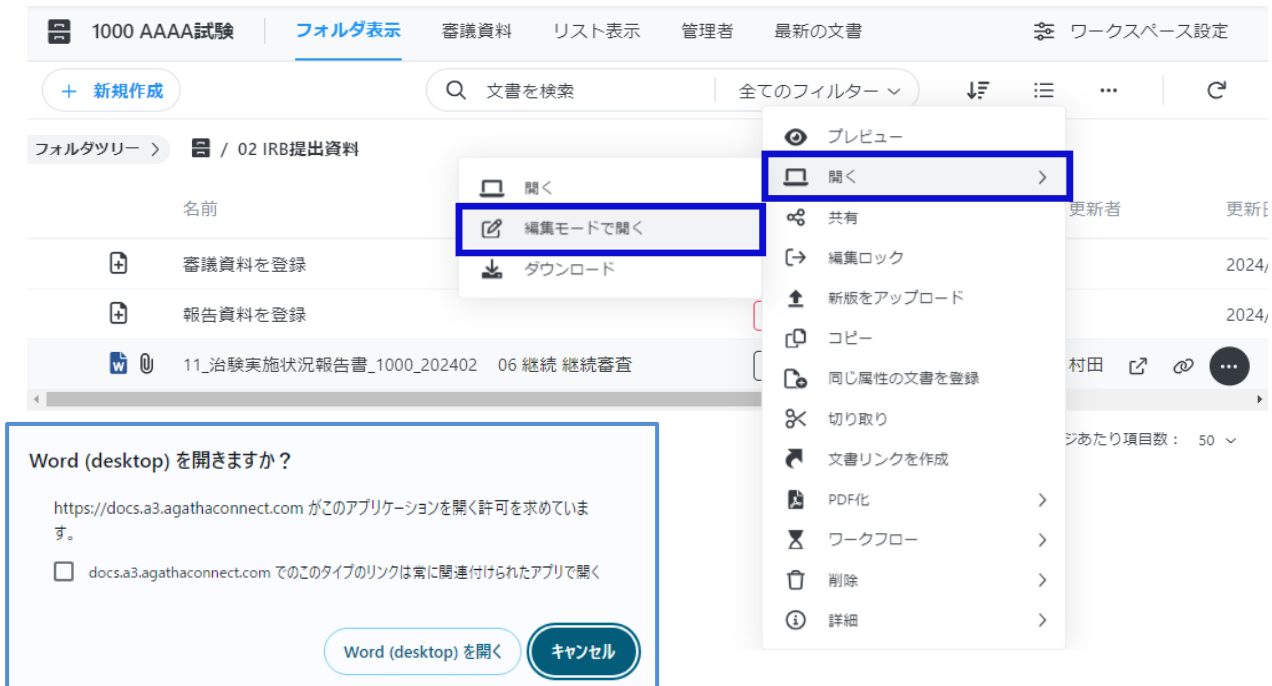 1000 AAAA試験 フォルダ表示 審議資料 リスト表示 管理者 最新の文書 ワークスペース設定
+ 新規作成 文書を検索 全てのフィルター
フォルダツリー / 02 IRB提出資料
プレビュー
開く
共有
編集ロック
新版をアップロード
コピー
同じ属性の文書を登録
切り取り
文書リンクを作成
PDF化
ワークフロー
削除
詳細
開く
編集モードで開く
ダウンロード
名前 更新者 更新日
審議資料を登録 2024/
報告資料を登録 2024/
11_治験実施状況報告書_1000_202402 06 継続 継続審査 村田
ジあたり項目数： 50
Word (desktop) を開きますか？
https://docs.a3.agathaconnect.com がこのアプリケーションを開く許可を求めていま
す。
docs.a3.agathaconnect.com でのこのタイプのリンクは常に関連付けられたアプリで開く
Word (desktop) を開く キャンセル